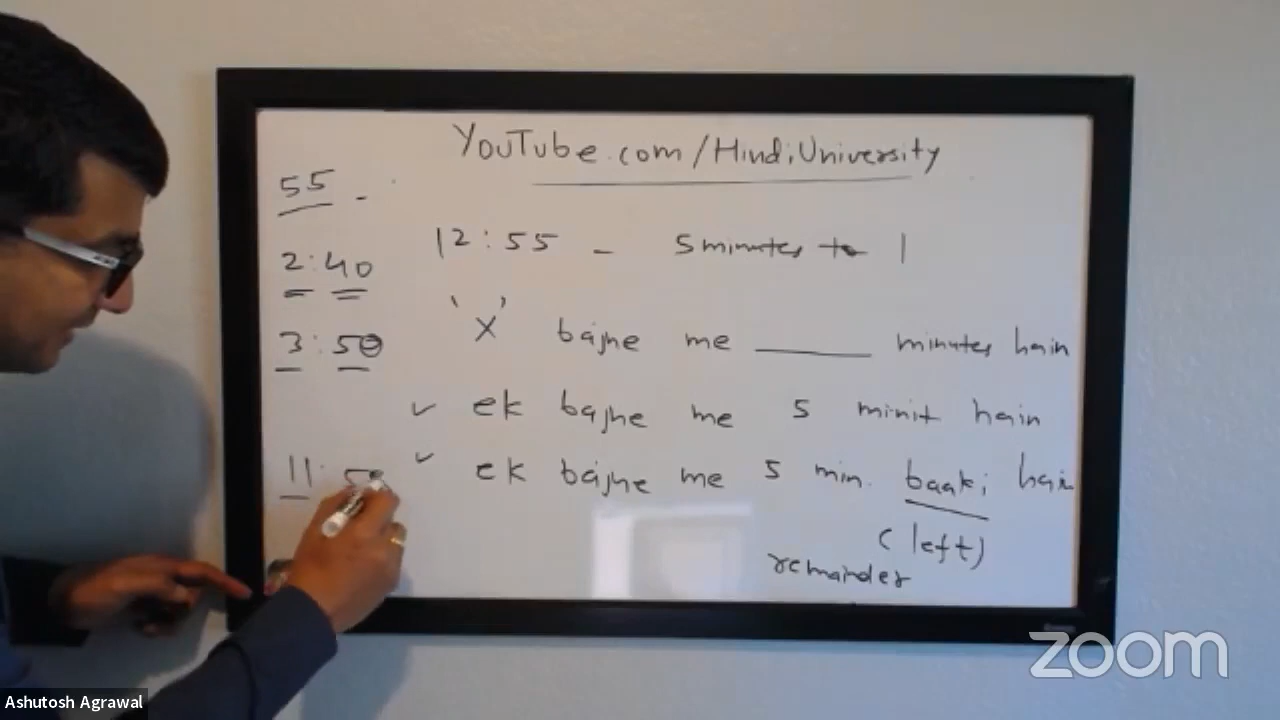 YouTube.com/HindiUniversity
55 -
12:55 - 5 minutes to 1
2:40
3:50
'X' bajne me ______ minutes hain
✓ ek bajne me 5 minit hain
✓ ek bajne me 5 min. baaki hain
11:50
(left)
remainder
zoom
Ashutosh Agrawal